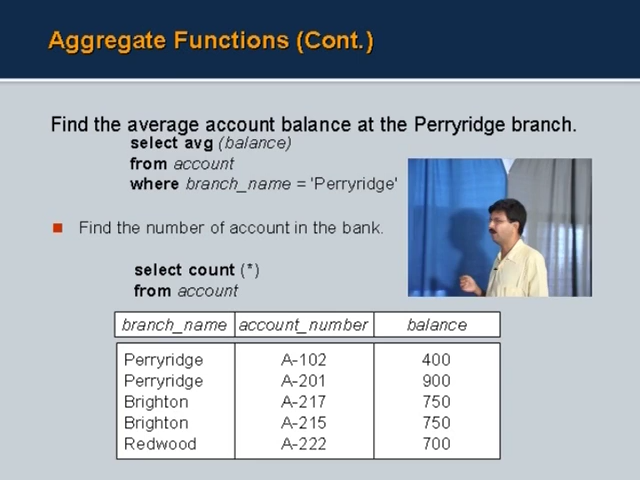 Aggregate Functions (Cont.)
Find the average account balance at the Perryridge branch.
select avg (balance)
from account
where branch_name = 'Perryridge'
Find the number of account in the bank.
select count (*)
from account
branch_name account_number balance
Perryridge A-102 400
Perryridge A-201 900
Brighton A-217 750
Brighton A-215 750
Redwood A-222 700